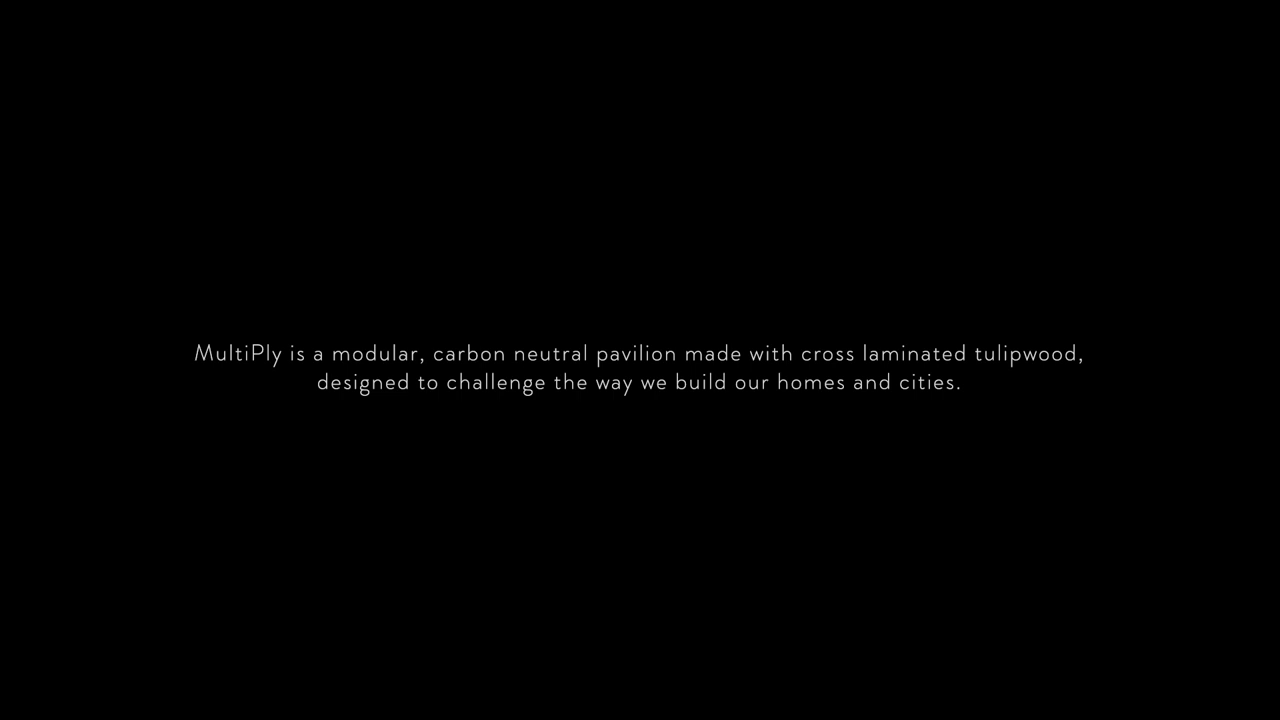 MultiPly is a modular, carbon neutral pavilion made with cross laminated tulipwood,
designed to challenge the way we build our homes and cities.